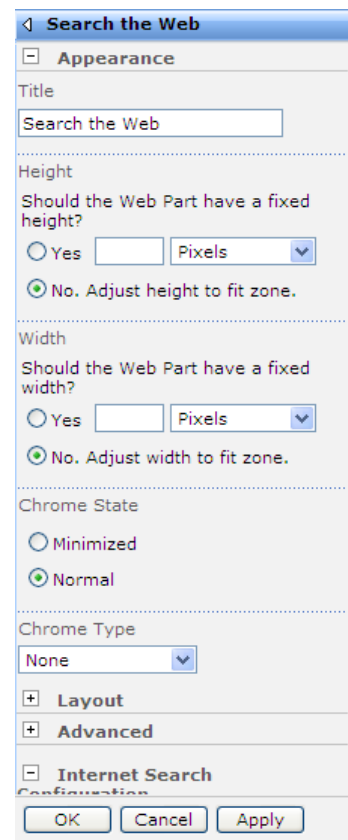 Search the Web
Appearance
Title
Search the Web
Height
Should the Web Part have a fixed
height?
Yes Pixels
No. Adjust height to fit zone.
Width
Should the Web Part have a fixed
width?
Yes Pixels
No. Adjust width to fit zone.
Chrome State
Minimized
Normal
Chrome Type
None
Layout
Advanced
Internet Search
Configuration
OK Cancel Apply